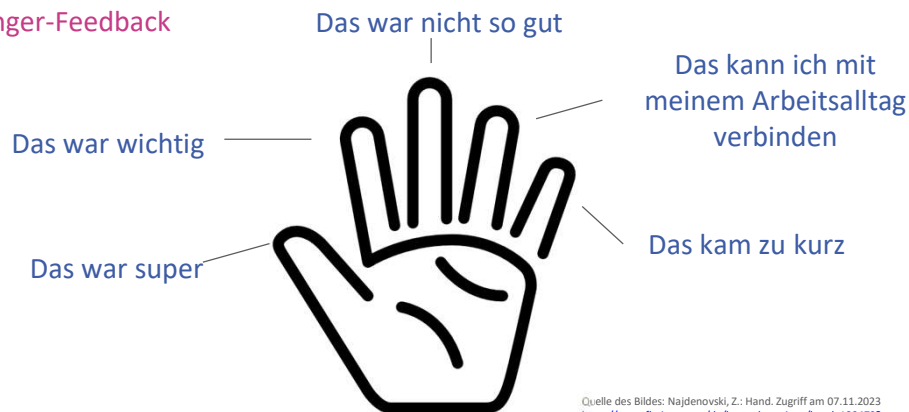 nger-Feedback
Das war nicht so gut
Das kann ich mit
meinem Arbeitsalltag
verbinden
Das war wichtig
Das kam zu kurz
Das war super
Quelle des Bildes: Najdenovski, Z.: Hand. Zugriff am 07.11.2023